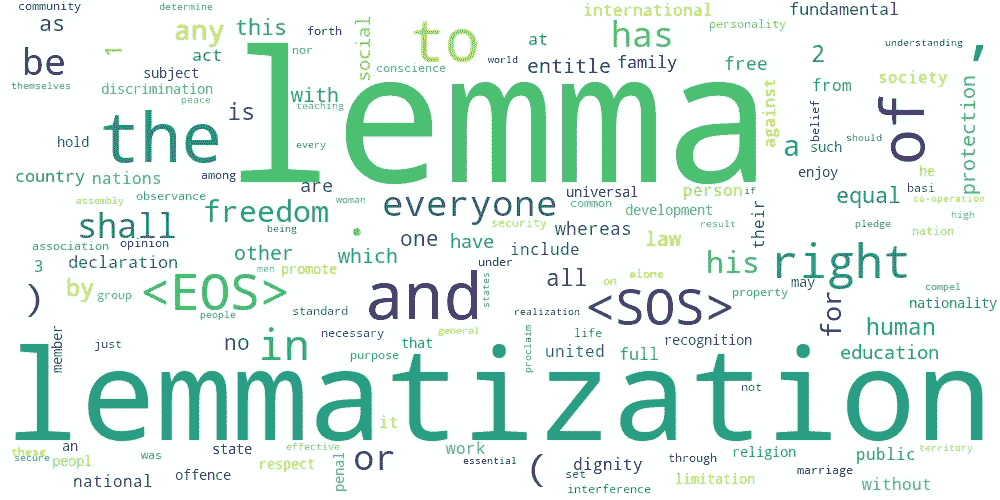 community determine forth international fundamental
as any this social to has at personality ,
be act nor conscience world entitle family free 2 understanding
themselves subject discrimination peace is with teaching lemma from society
hold the every against belief should of protection
among a such enjoy he
country nations observance are universal person if equal basi co-operation
assembly woman everyone common development high
shall freedom being security whereas result their pledge nation
association opinion other which one have include law
3 declaration men promote under all on alone his right may compel
) by group <EOS> and states <SOS> property for nationality
people standard realization human
member just no in necessary general proclaim life recognition
purpose that united full education
lemmatization not
these an was state effective it work through religion public territory
secure peopl respect penal or essential ( set dignity marriage
national offence interference limitation without
1